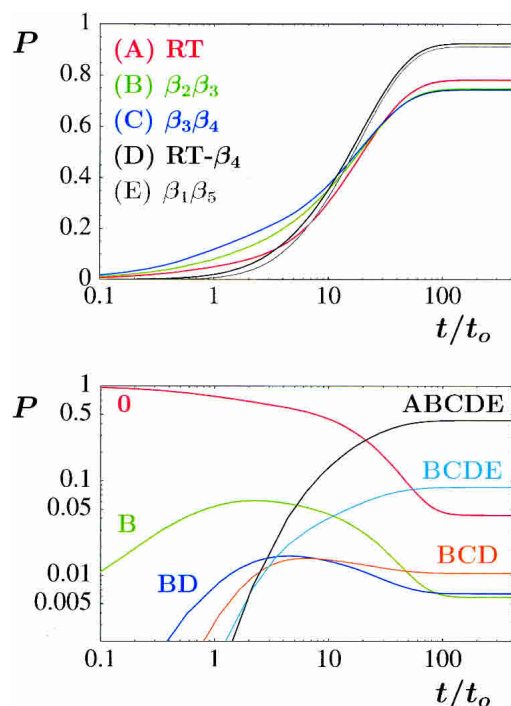 P
1
0.8
0.6
0.4
0.2
0
(A) RT
(B) β₂β₃
(C) β₃β₄
(D) RT-β₄
(E) β₁β₅
0.1 1 10 100
t/tₒ
P
1
0.5
0.1
0.05
0.01
0.005
0
ABCDE
BCDE
B
BCD
BD
0.1 1 10 100
t/tₒ